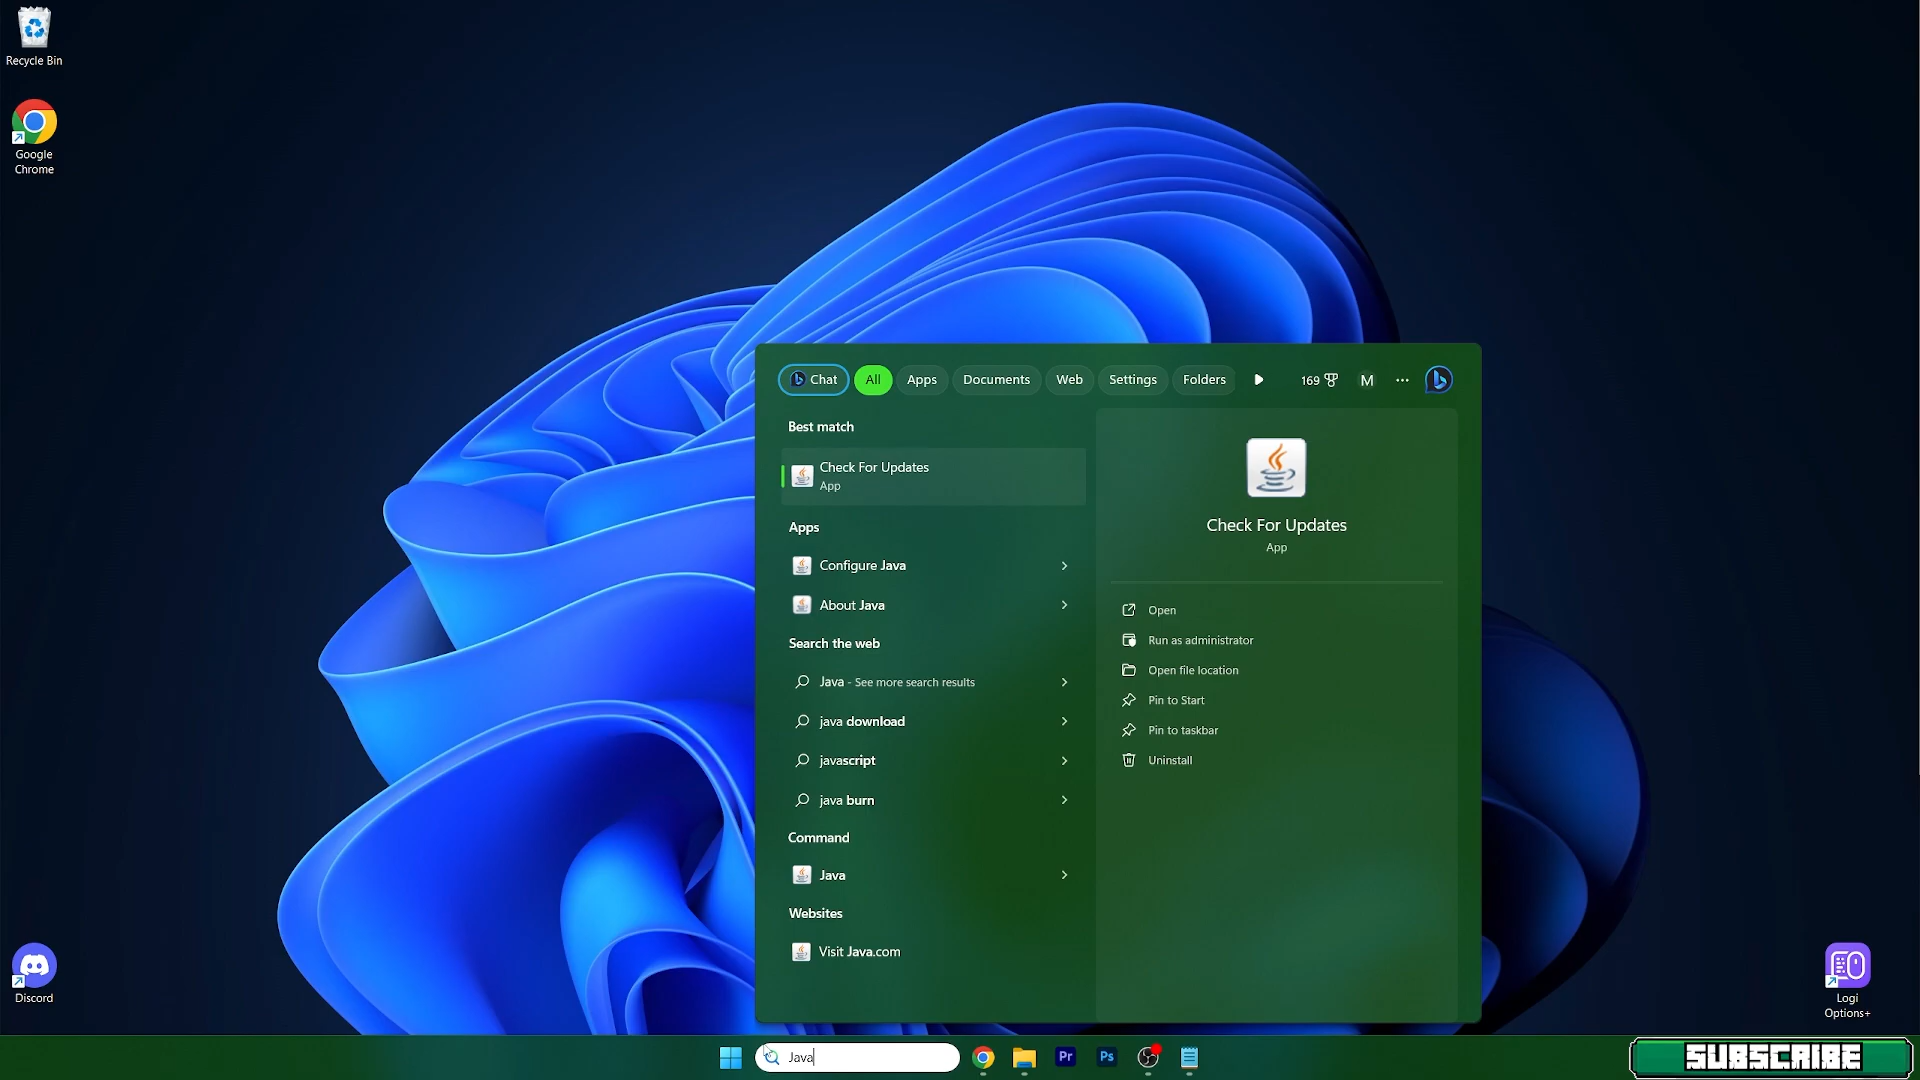 Recycle Bin
Google
Chrome
Chat
All
Apps
Documents
Web
Settings
Folders
169
M
Best match
Check For Updates
App
Apps
Configure Java
About Java
Search the web
Java - See more search results
java download
javascript
java burn
Command
Java
Websites
Visit Java.com
Check For Updates
App
Open
Run as administrator
Open file location
Pin to Start
Pin to taskbar
Uninstall
Discord
Logi
Options+
Java
Pr
Ps
SUBSCRIBE